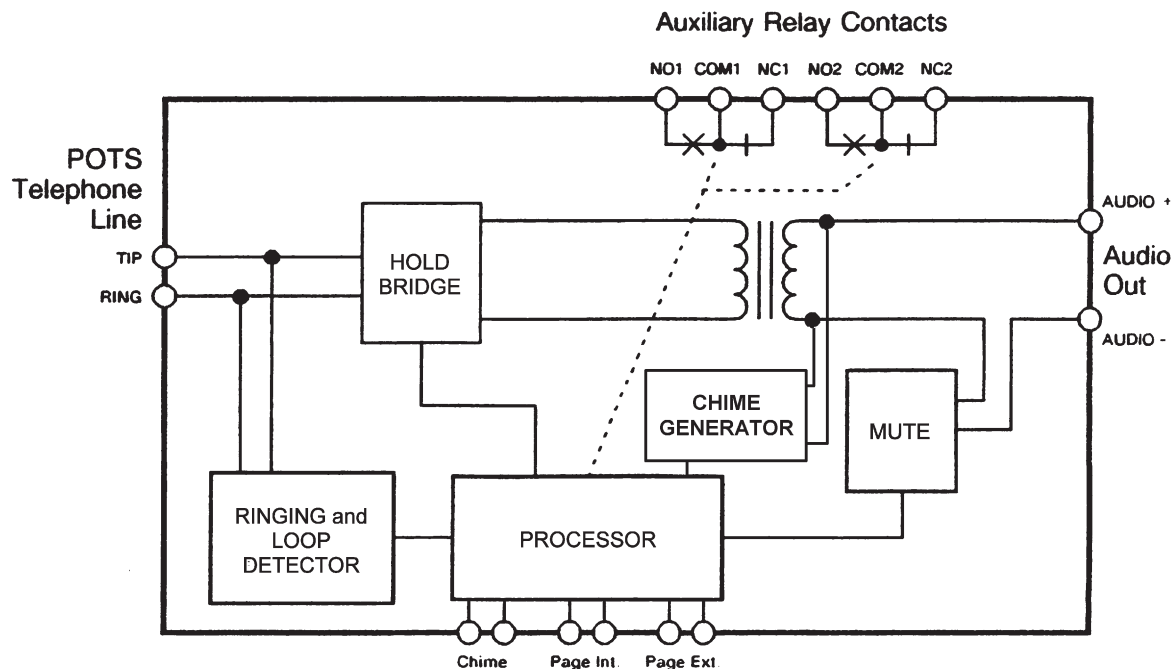 Auxiliary Relay Contacts
NO1 COM1 NC1 NO2 COM2 NC2
POTS
Telephone
Line
TIP
RING
HOLD
BRIDGE
AUDIO +
Audio
Out
AUDIO -
CHIME
GENERATOR
MUTE
RINGING and
LOOP
DETECTOR
PROCESSOR
Chime Page Int. Page Ext.